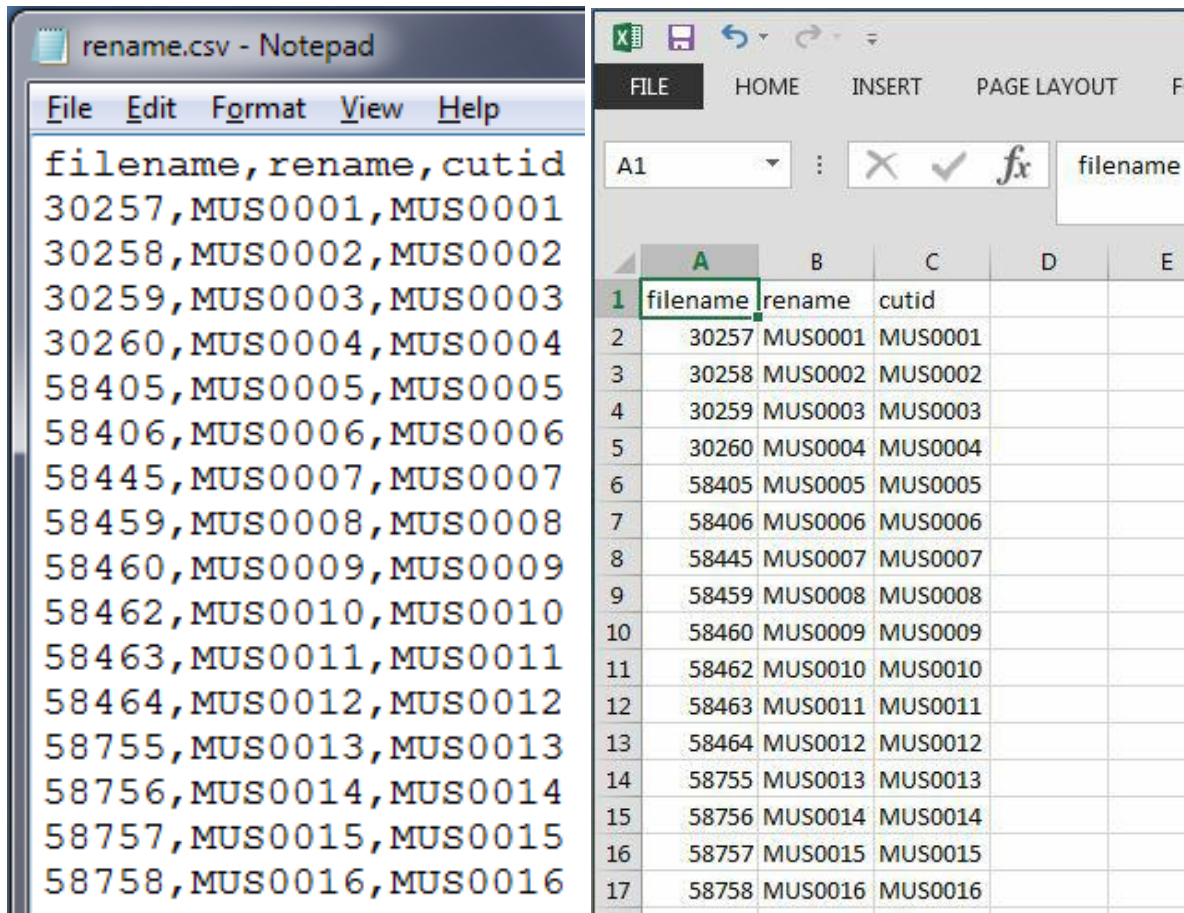 rename.csv - Notepad
File Edit Format View Help
filename,rename,cutid
30257,MUS0001,MUS0001
30258,MUS0002,MUS0002
30259,MUS0003,MUS0003
30260,MUS0004,MUS0004
58405,MUS0005,MUS0005
58406,MUS0006,MUS0006
58445,MUS0007,MUS0007
58459,MUS0008,MUS0008
58460,MUS0009,MUS0009
58462,MUS0010,MUS0010
58463,MUS0011,MUS0011
58464,MUS0012,MUS0012
58755,MUS0013,MUS0013
58756,MUS0014,MUS0014
58757,MUS0015,MUS0015
58758,MUS0016,MUS0016
FILE HOME INSERT PAGE LAYOUT F
A1 fx filename
A B C D E
1 filename rename cutid
2 30257 MUS0001 MUS0001
3 30258 MUS0002 MUS0002
4 30259 MUS0003 MUS0003
5 30260 MUS0004 MUS0004
6 58405 MUS0005 MUS0005
7 58406 MUS0006 MUS0006
8 58445 MUS0007 MUS0007
9 58459 MUS0008 MUS0008
10 58460 MUS0009 MUS0009
11 58462 MUS0010 MUS0010
12 58463 MUS0011 MUS0011
13 58464 MUS0012 MUS0012
14 58755 MUS0013 MUS0013
15 58756 MUS0014 MUS0014
16 58757 MUS0015 MUS0015
17 58758 MUS0016 MUS0016